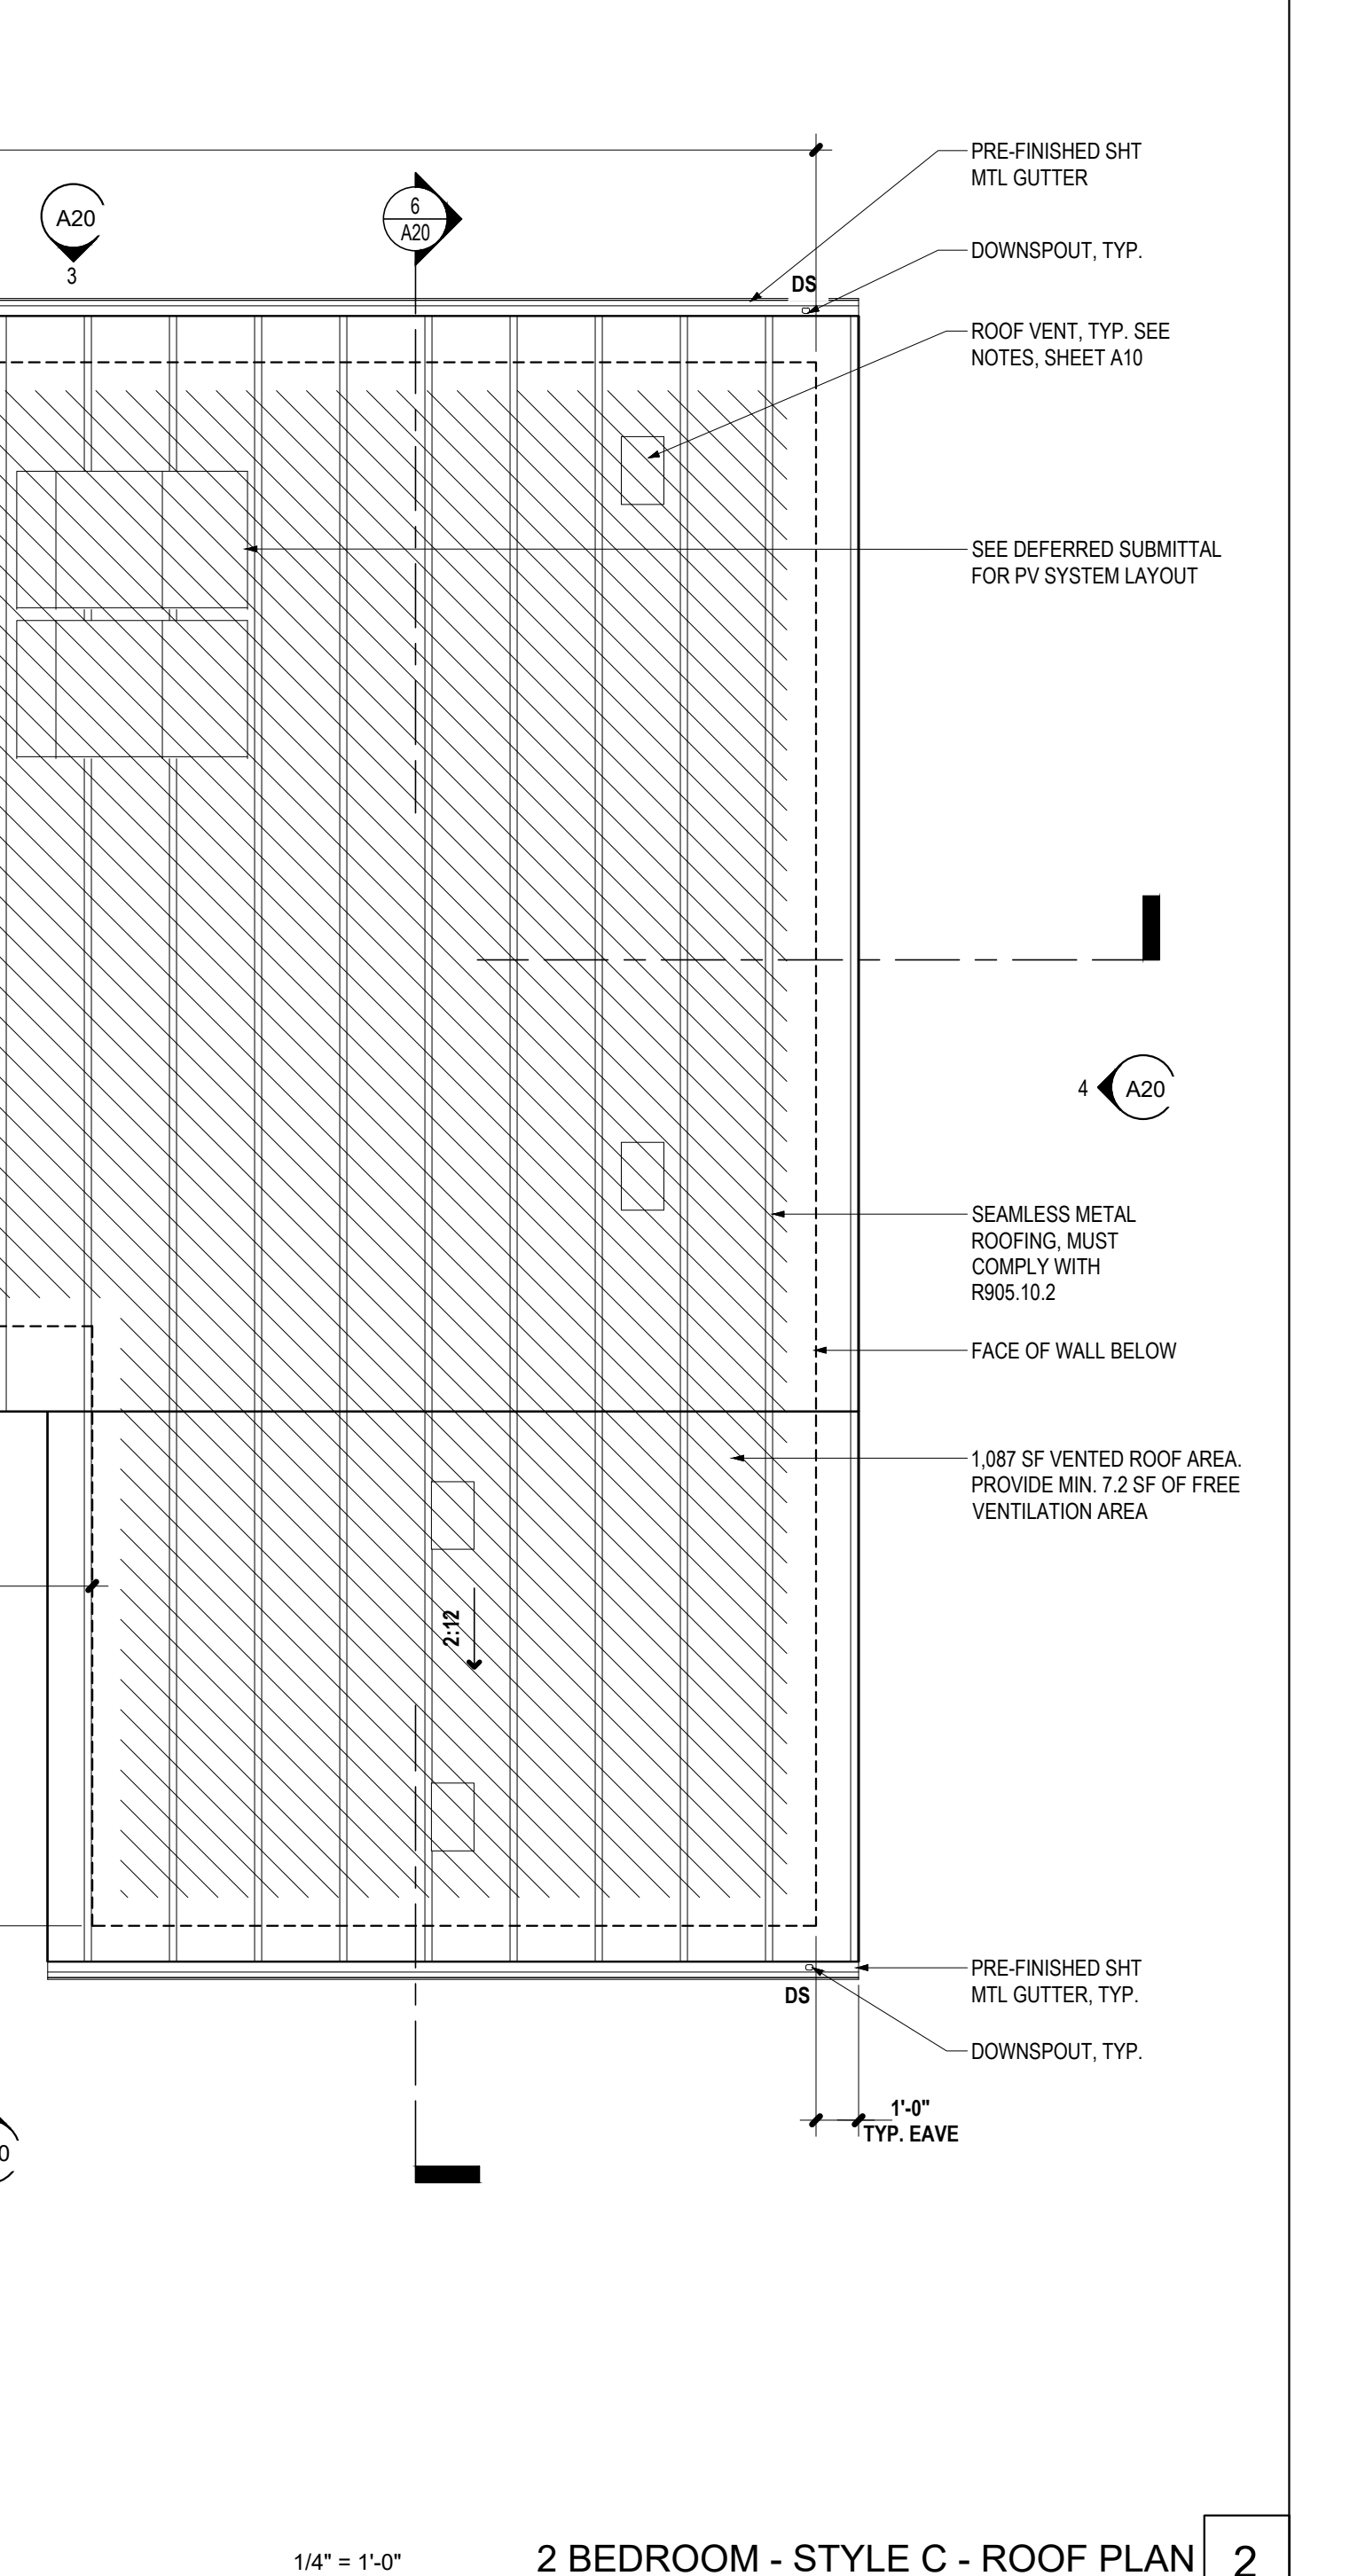 PRE-FINISHED SHT
MTL GUTTER
A20
3
6
A20
DOWNSPOUT, TYP.
DS
ROOF VENT, TYP. SEE
NOTES, SHEET A10
SEE DEFERRED SUBMITTAL
FOR PV SYSTEM LAYOUT
4
A20
SEAMLESS METAL
ROOFING, MUST
COMPLY WITH
R905.10.2
FACE OF WALL BELOW
1,087 SF VENTED ROOF AREA.
PROVIDE MIN. 7.2 SF OF FREE
VENTILATION AREA
2:12
PRE-FINISHED SHT
MTL GUTTER, TYP.
DS
DOWNSPOUT, TYP.
1'-0"
TYP. EAVE
0
1/4" = 1'-0"
2 BEDROOM - STYLE C - ROOF PLAN
2